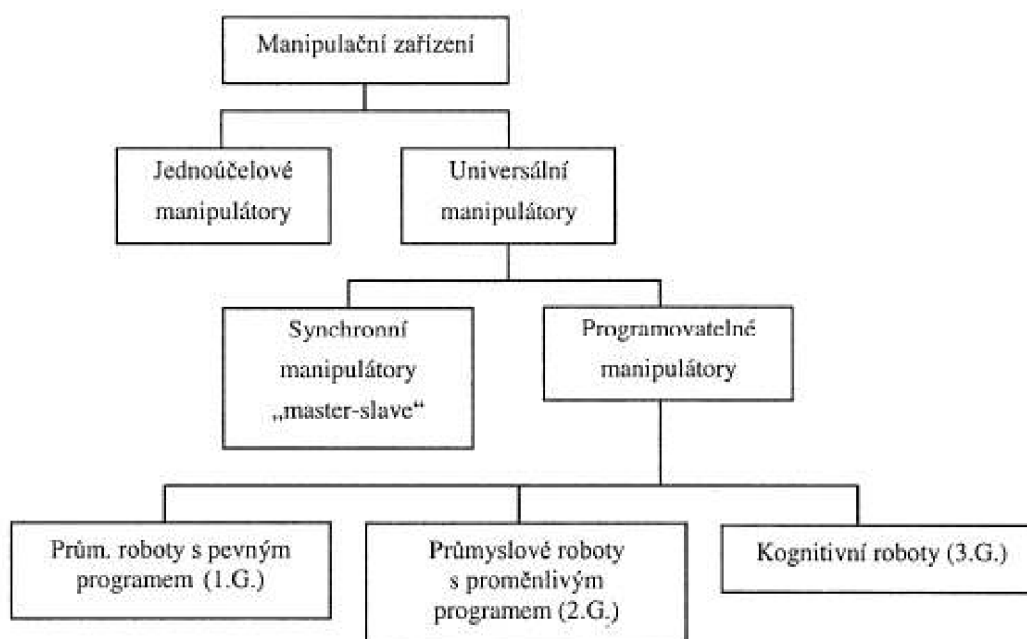 Manipulační zařízení
Jednoúčelové
manipulátory
Universální
manipulátory
Synchronní
manipulátory
„master-slave“
Programovatelné
manipulátory
Prům. roboty s pevným
programem (1.G.)
Průmyslové roboty
s proměnlivým
programem (2.G.)
Kognitivní roboty (3.G.)